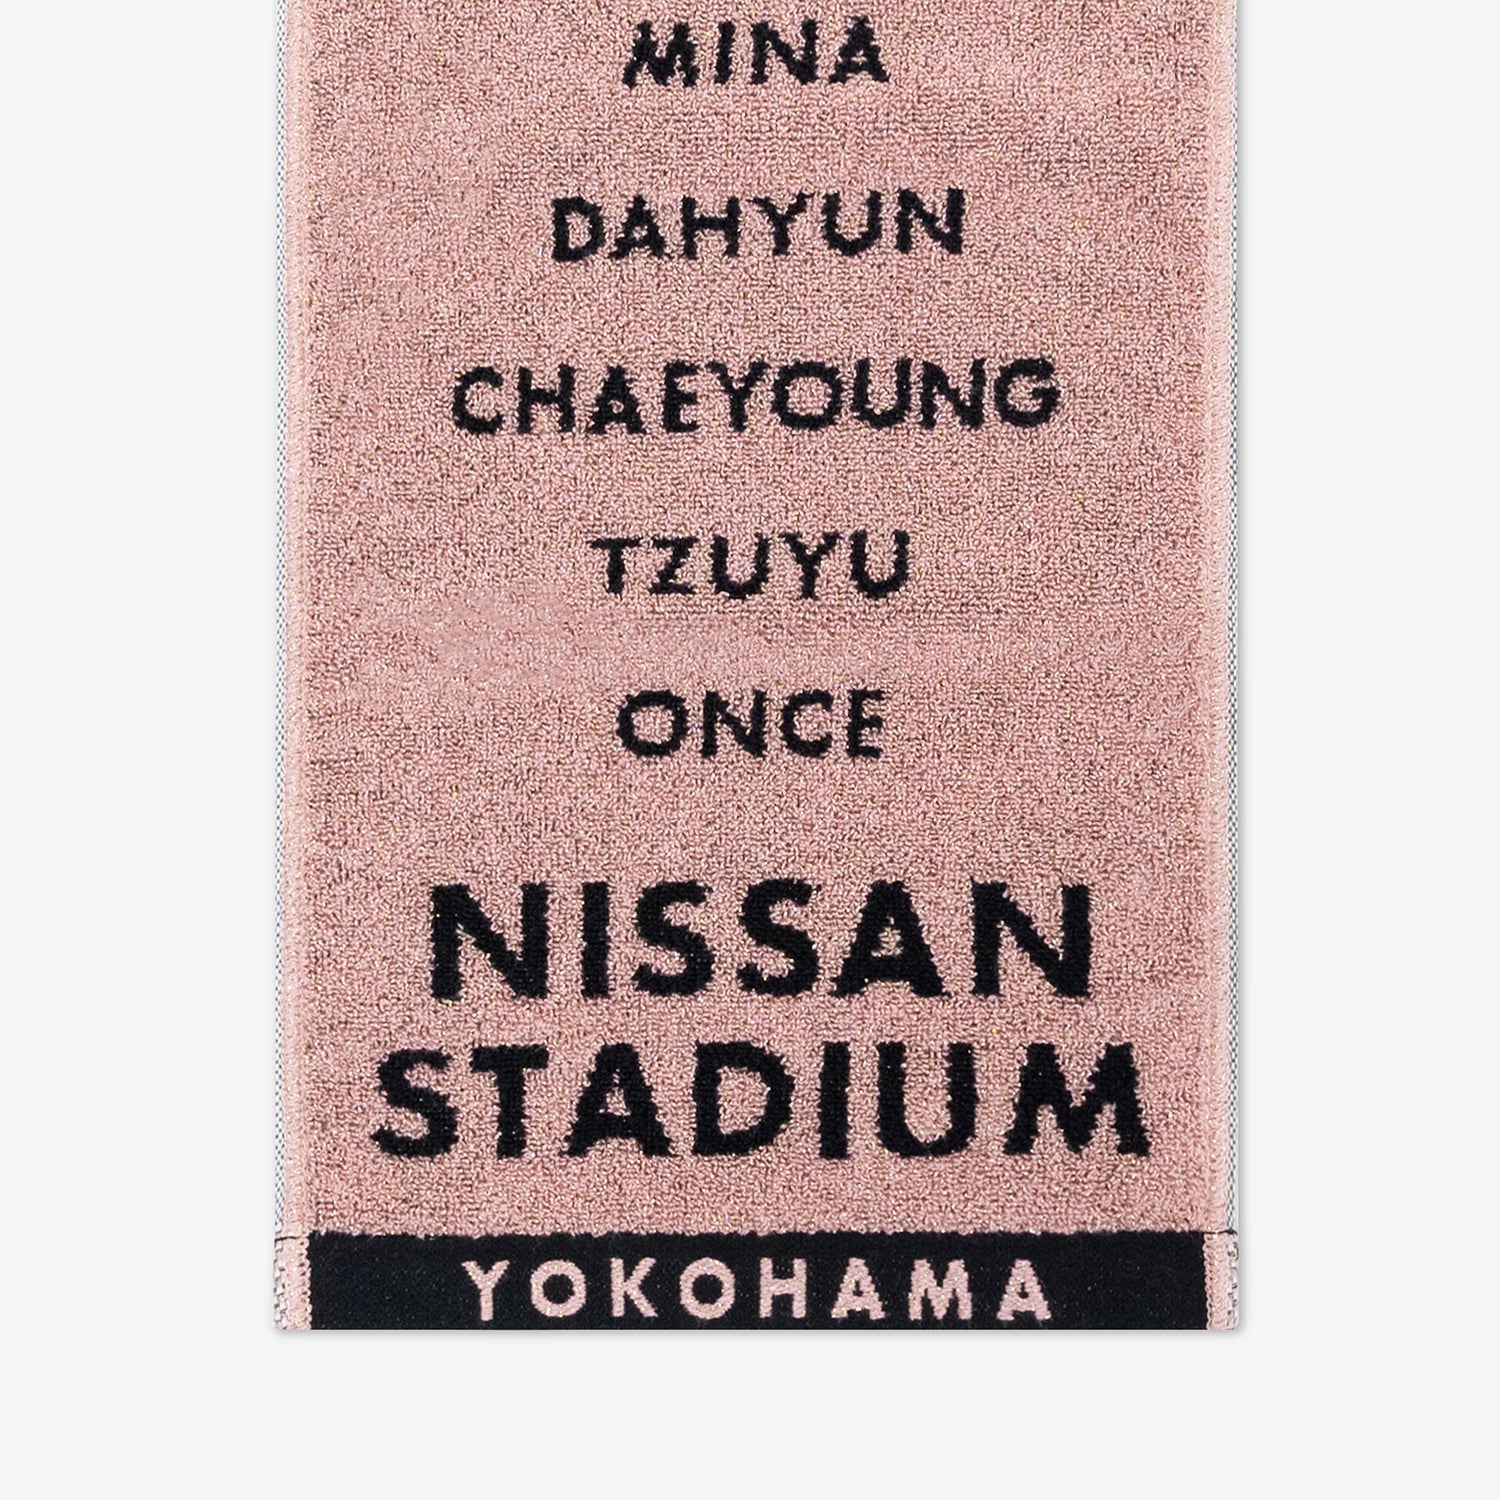 MINA
DAHYUN
CHAEYOUNG
TZUYU
ONCE
NISSAN
STADIUM
YOKOHAMA